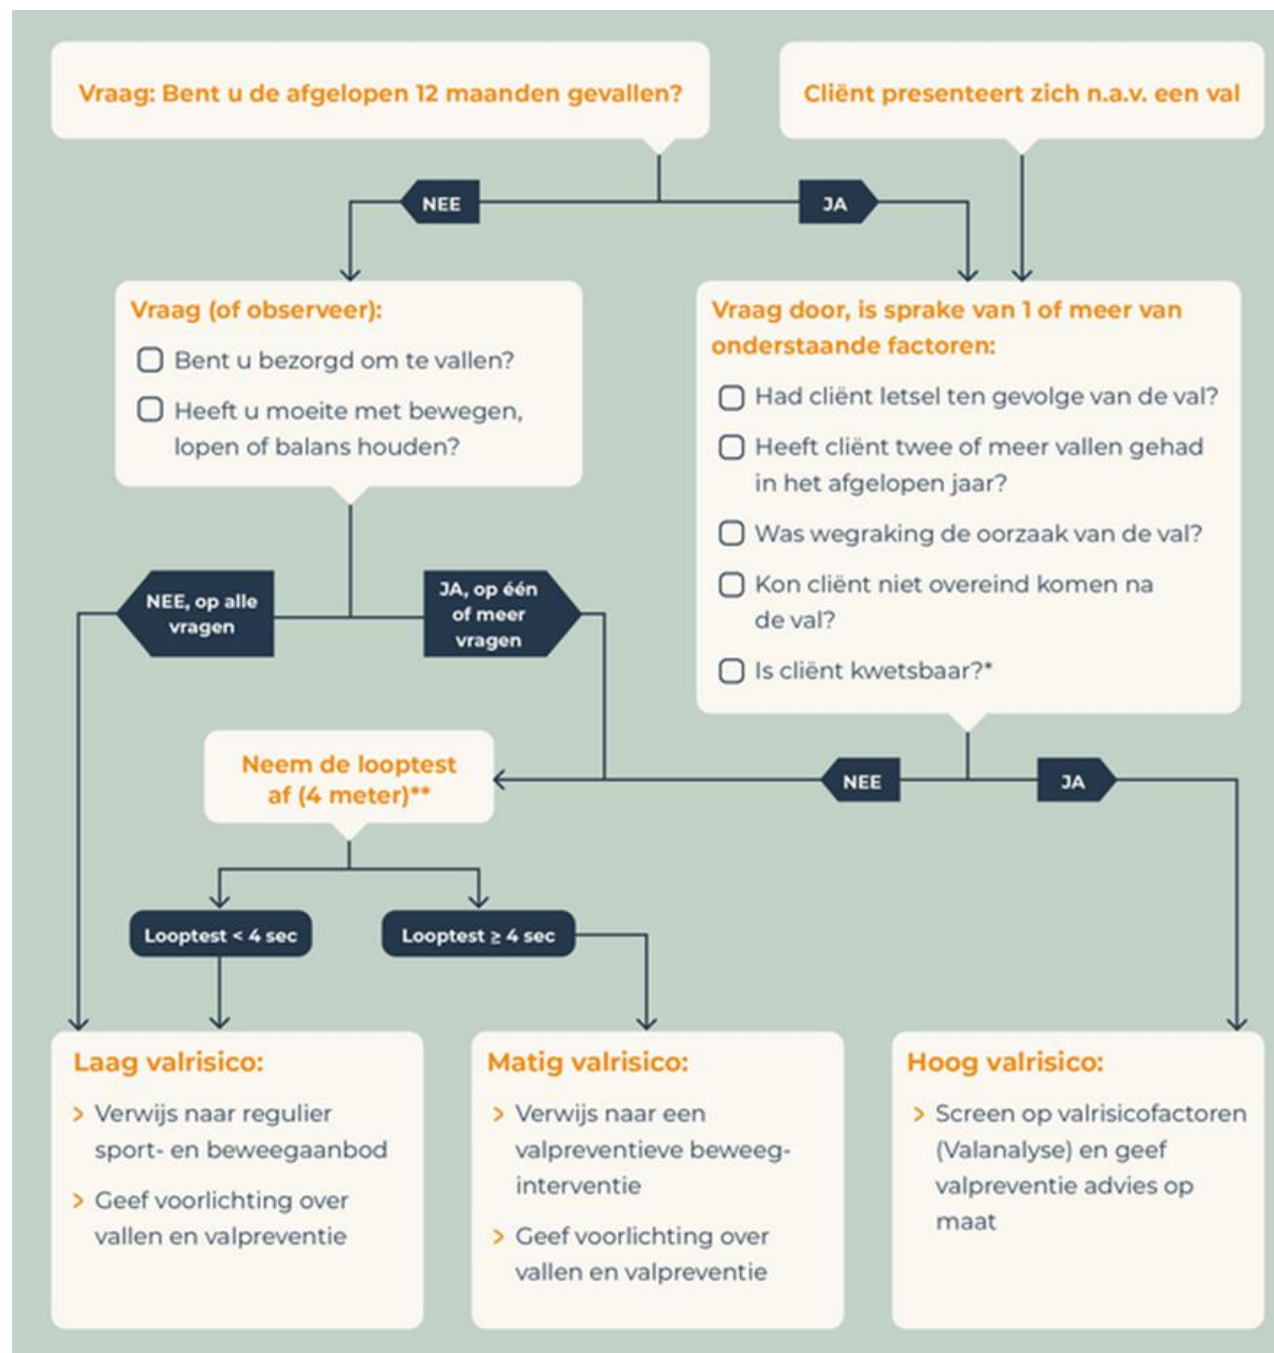 Vraag: Bent u de afgelopen 12 maanden gevallen?
Cliënt presenteert zich n.a.v. een val
NEE
JA
Vraag (of observeer):
Bent u bezorgd om te vallen?
Heeft u moeite met bewegen,
lopen of balans houden?
Vraag door, is sprake van 1 of meer van
onderstaande factoren:
Had cliënt letsel ten gevolge van de val?
Heeft cliënt twee of meer vallen gehad
in het afgelopen jaar?
Was wegraking de oorzaak van de val?
Kon cliënt niet overeind komen na
de val?
Is cliënt kwetsbaar?*
NEE, op alle
vragen
JA, op één
of meer
vragen
Neem de looptest
af (4 meter)**
NEE
JA
Looptest < 4 sec
Looptest ≥ 4 sec
Laag valrisico:
> Verwijs naar regulier
sport- en beweegaanbod
> Geef voorlichting over
vallen en valpreventie
Matig valrisico:
> Verwijs naar een
valpreventieve beweeg-
interventie
> Geef voorlichting over
vallen en valpreventie
Hoog valrisico:
> Screen op valrisicofactoren
(Valanalyse) en geef
valpreventie advies op
maat